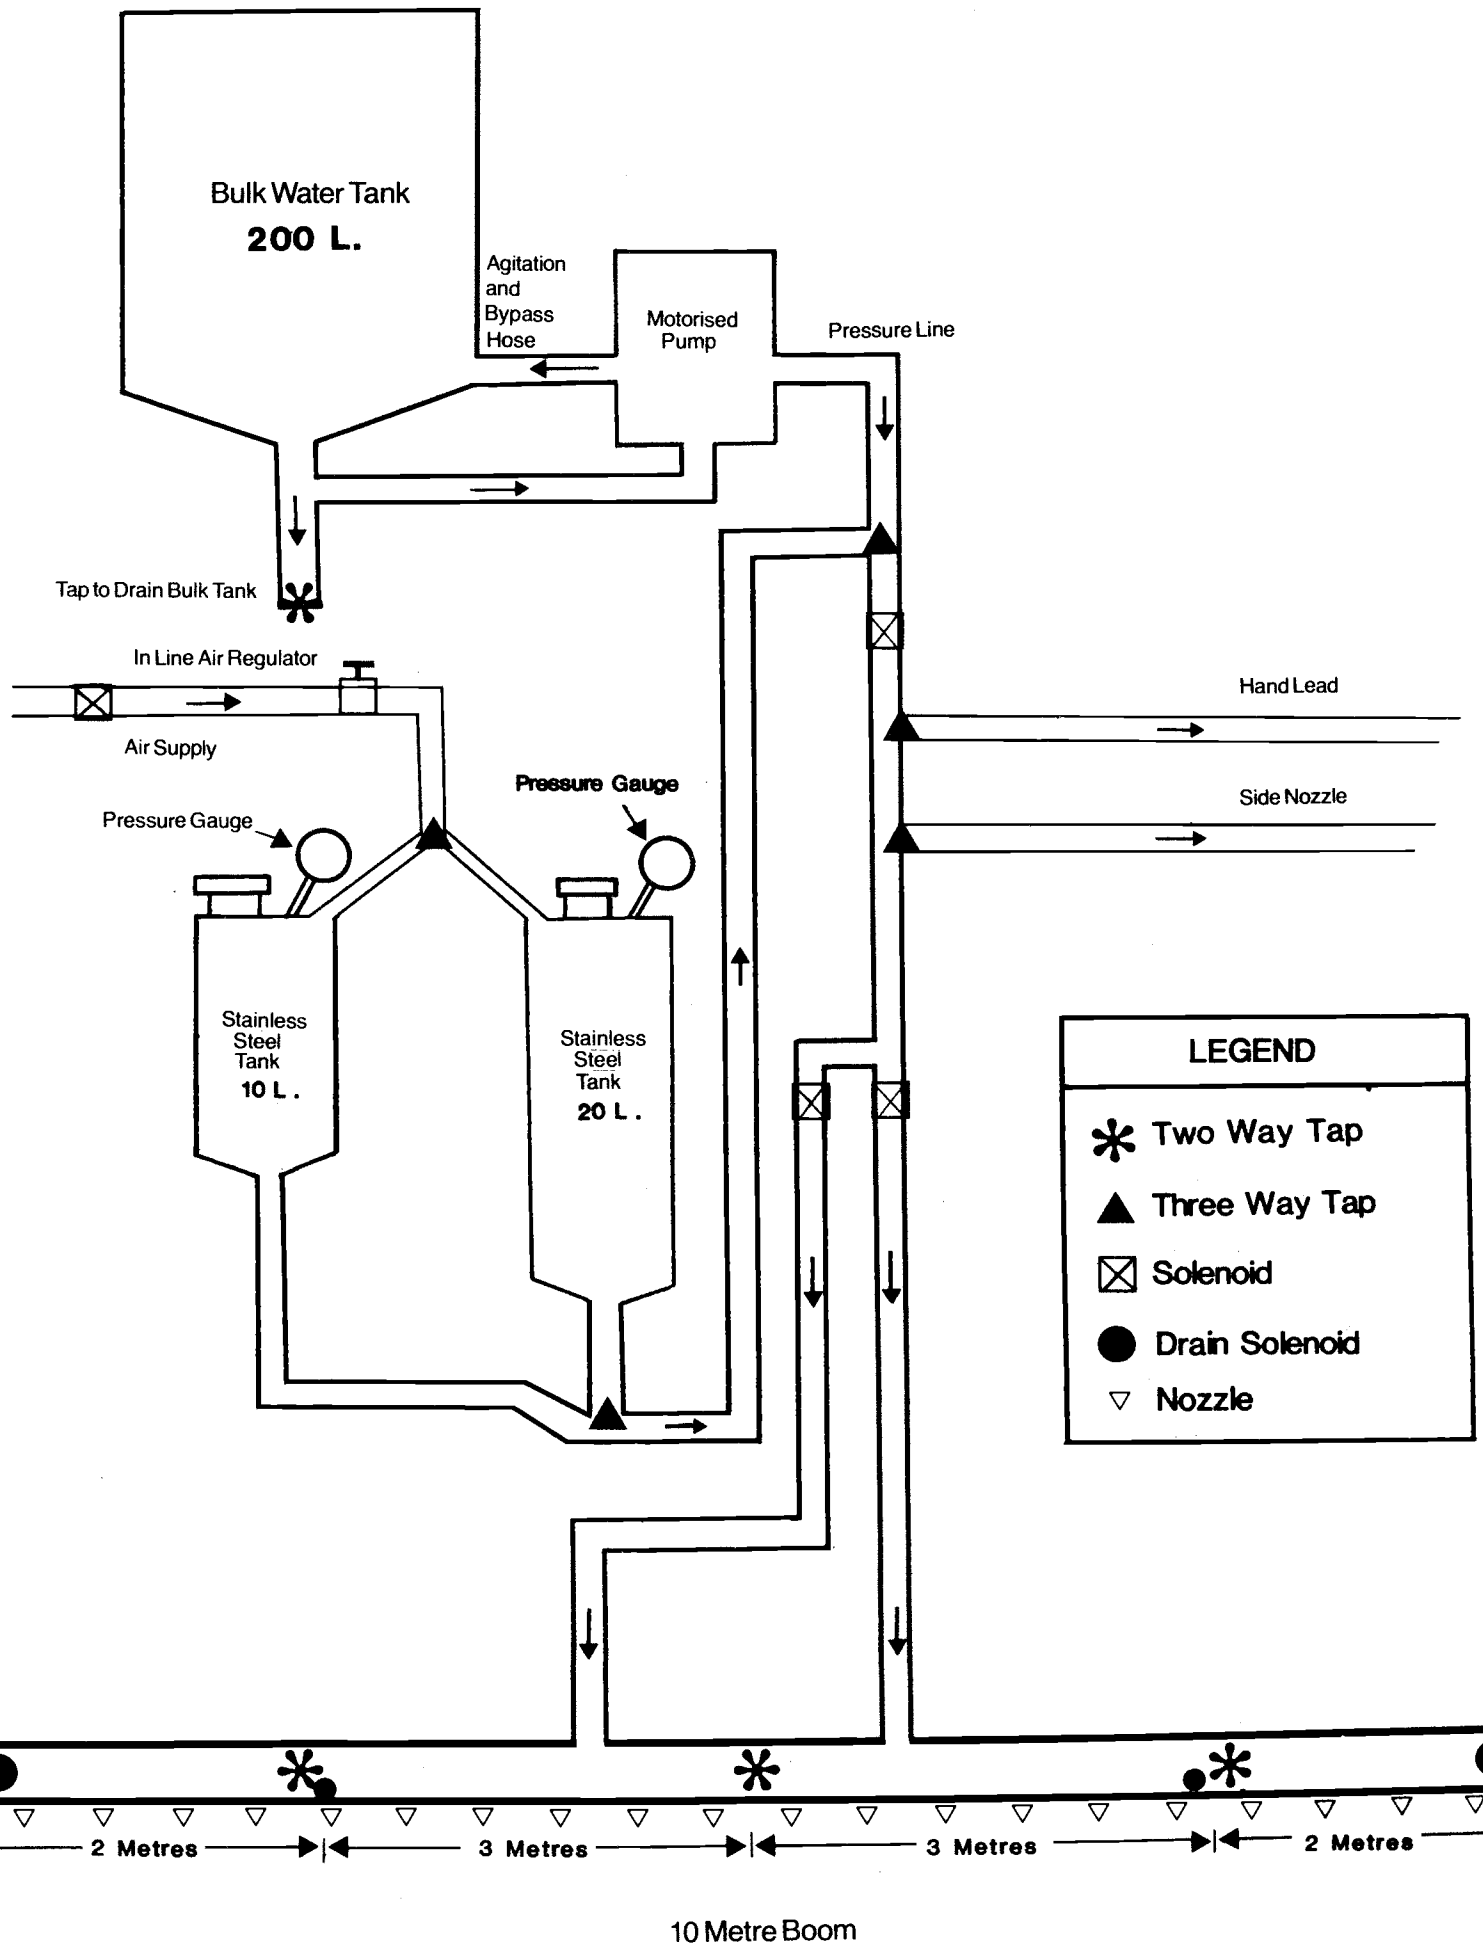 Bulk Water Tank
200 L.
Agitation
and
Bypass
Hose
Motorised
Pump
Pressure Line
Tap to Drain Bulk Tank
In Line Air Regulator
Air Supply
Hand Lead
Side Nozzle
Pressure Gauge
Pressure Gauge
Stainless
Steel
Tank
10 L.
Stainless
Steel
Tank
20 L.
LEGEND
Two Way Tap
Three Way Tap
Solenoid
Drain Solenoid
Nozzle
2 Metres
3 Metres
3 Metres
2 Metres
10 Metre Boom